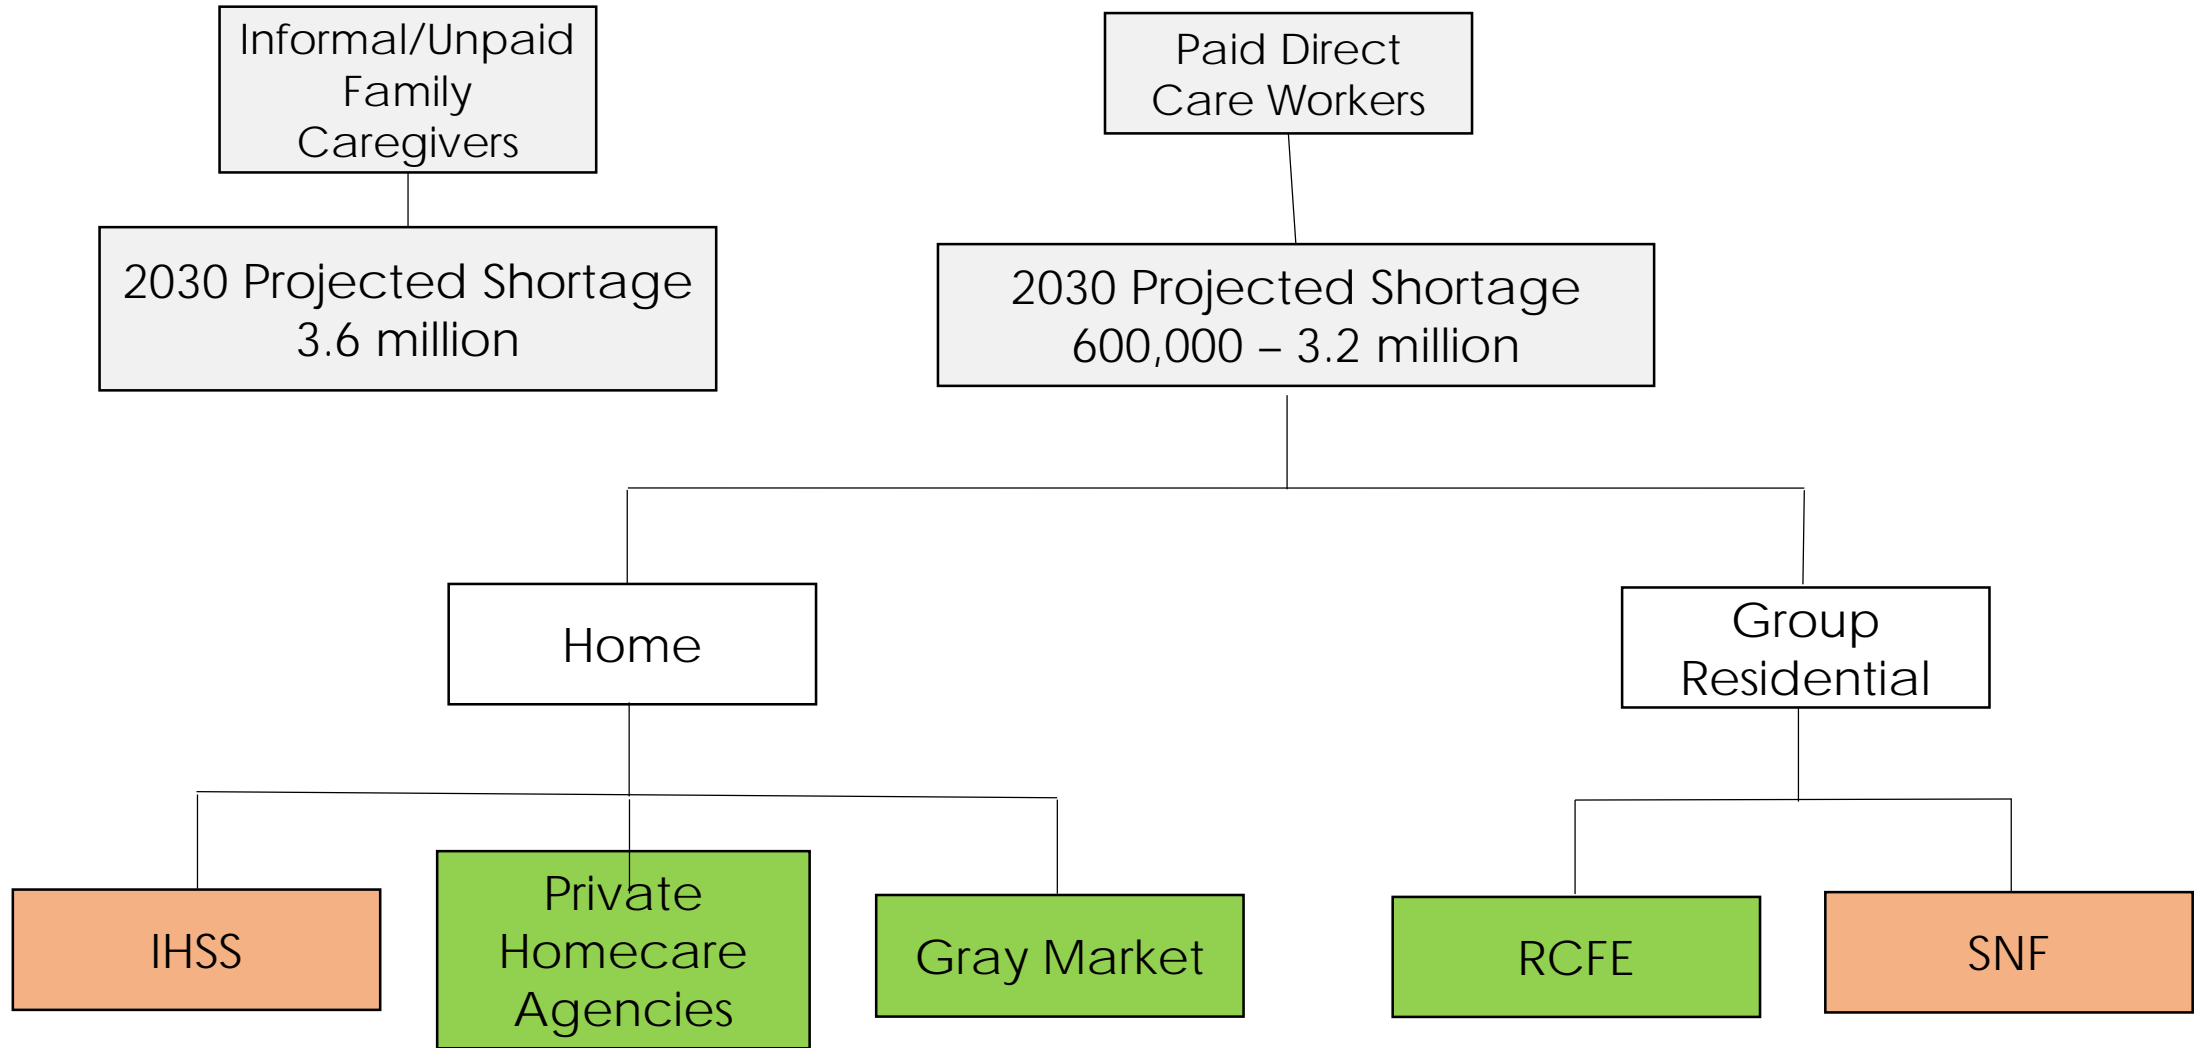 Informal/Unpaid
Family
Caregivers
Paid Direct
Care Workers
2030 Projected Shortage
3.6 million
2030 Projected Shortage
600,000 – 3.2 million
Home
Group
Residential
IHSS
Private
Homecare
Agencies
Gray Market
RCFE
SNF